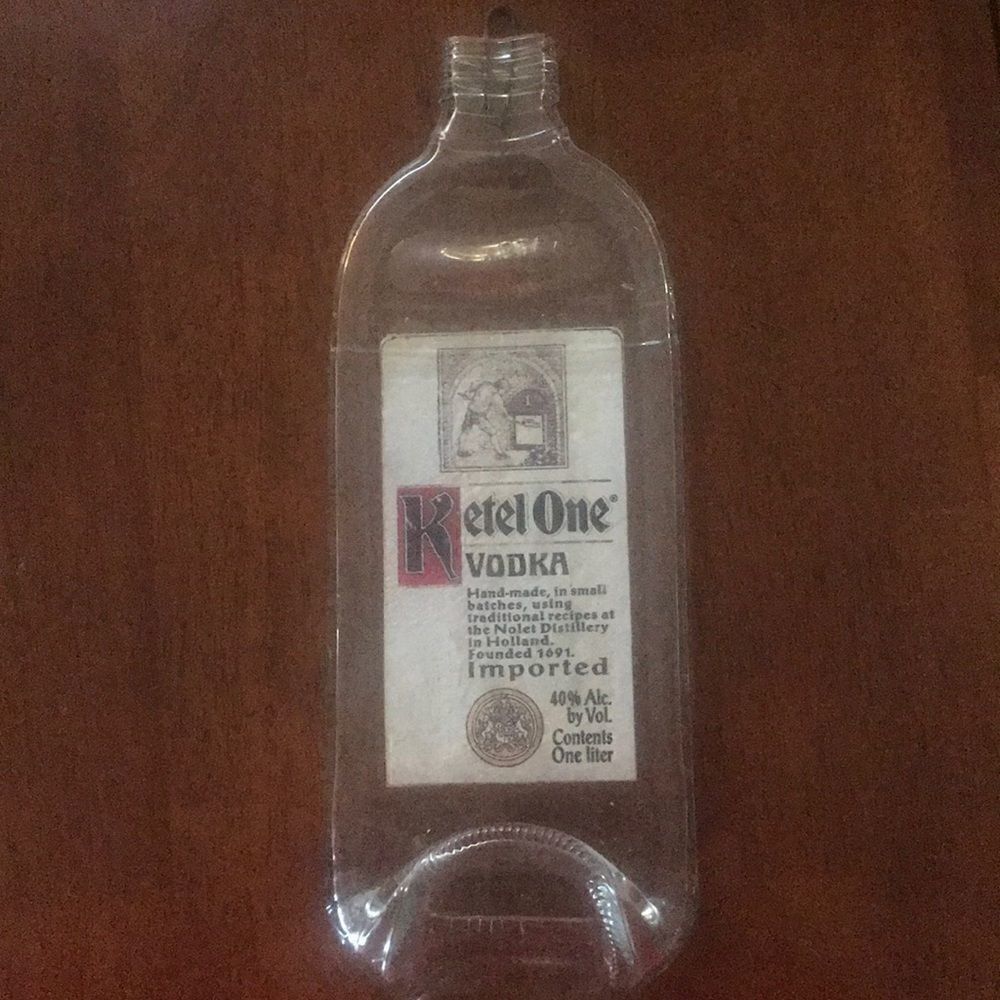 1
Ketel One®
VODKA
Hand-made, in small
batches, using
traditional recipes at
the Nolet Distillery
in Holland.
Founded 1691.
Imported
40% Alc.
by Vol.
Contents
One liter